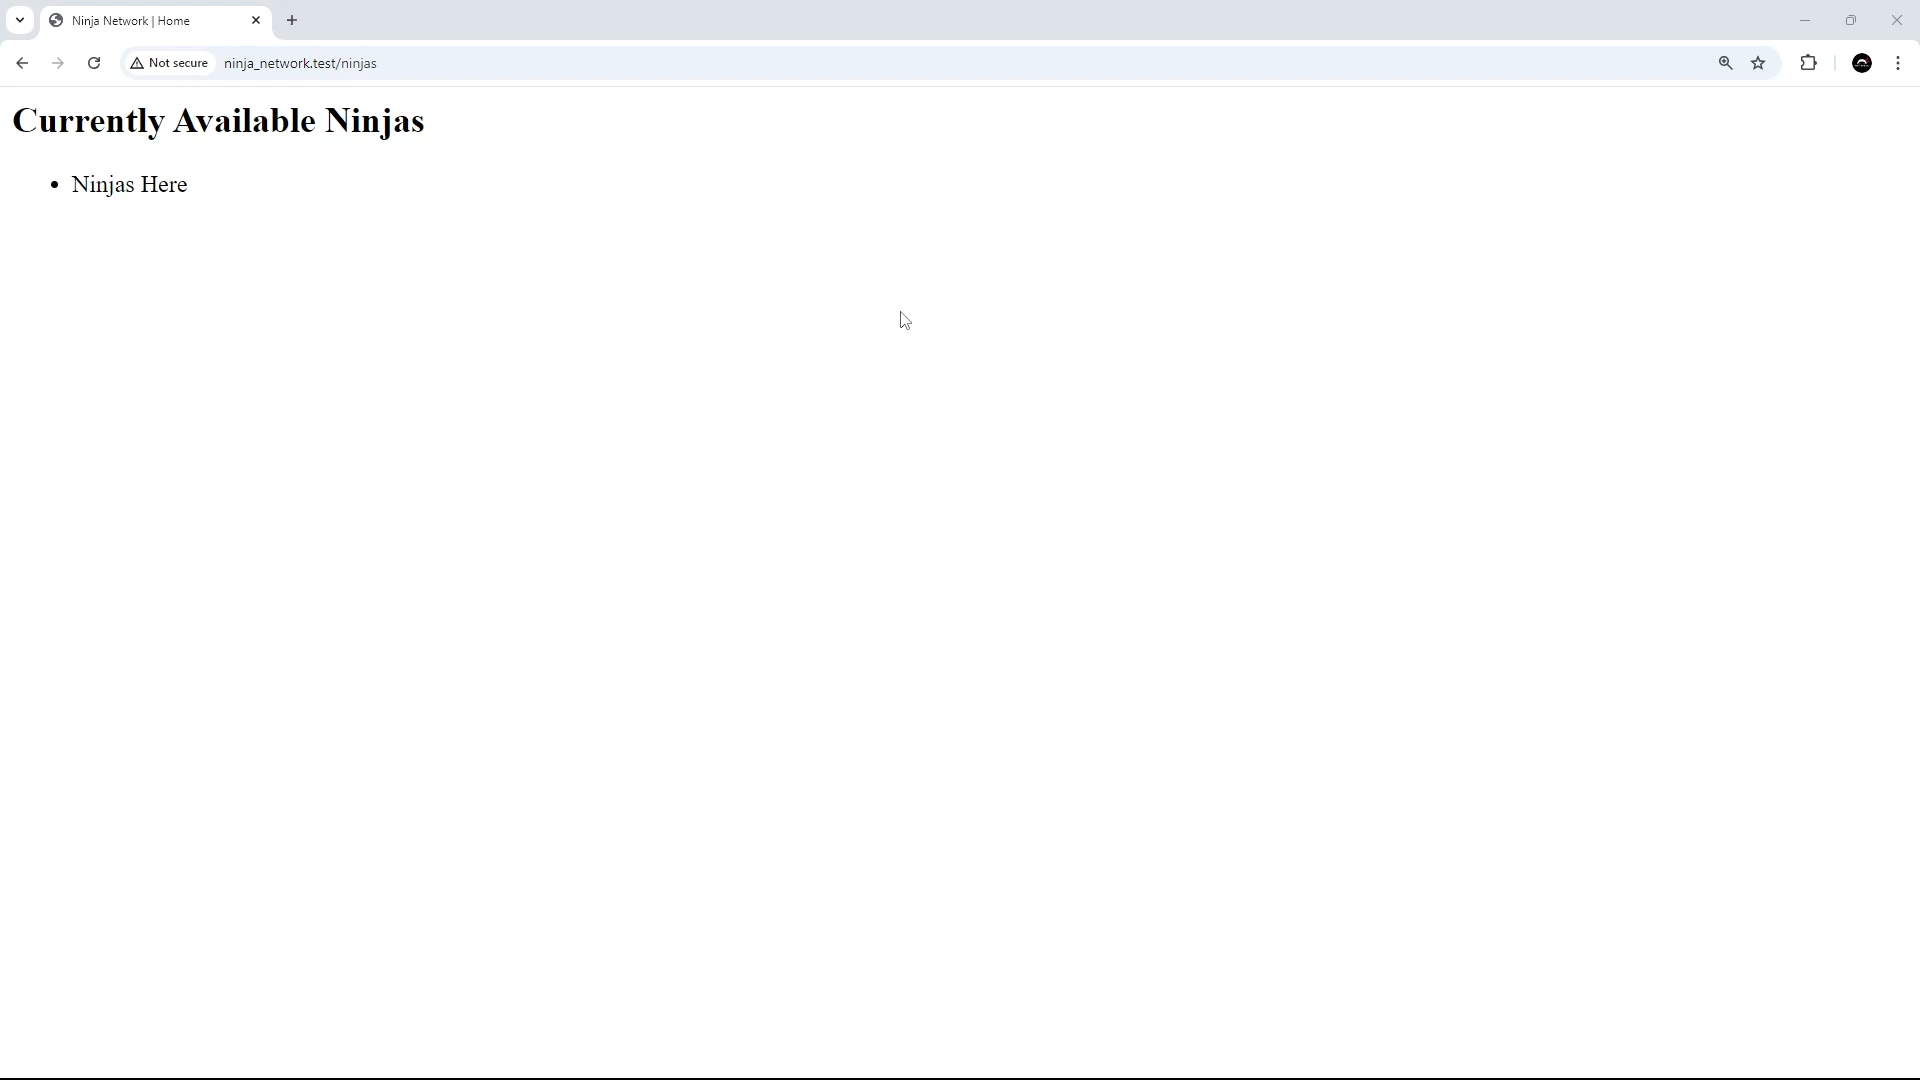 Ninja Network | Home
Not secure
ninja_network.test/ninjas
Currently Available Ninjas
Ninjas Here